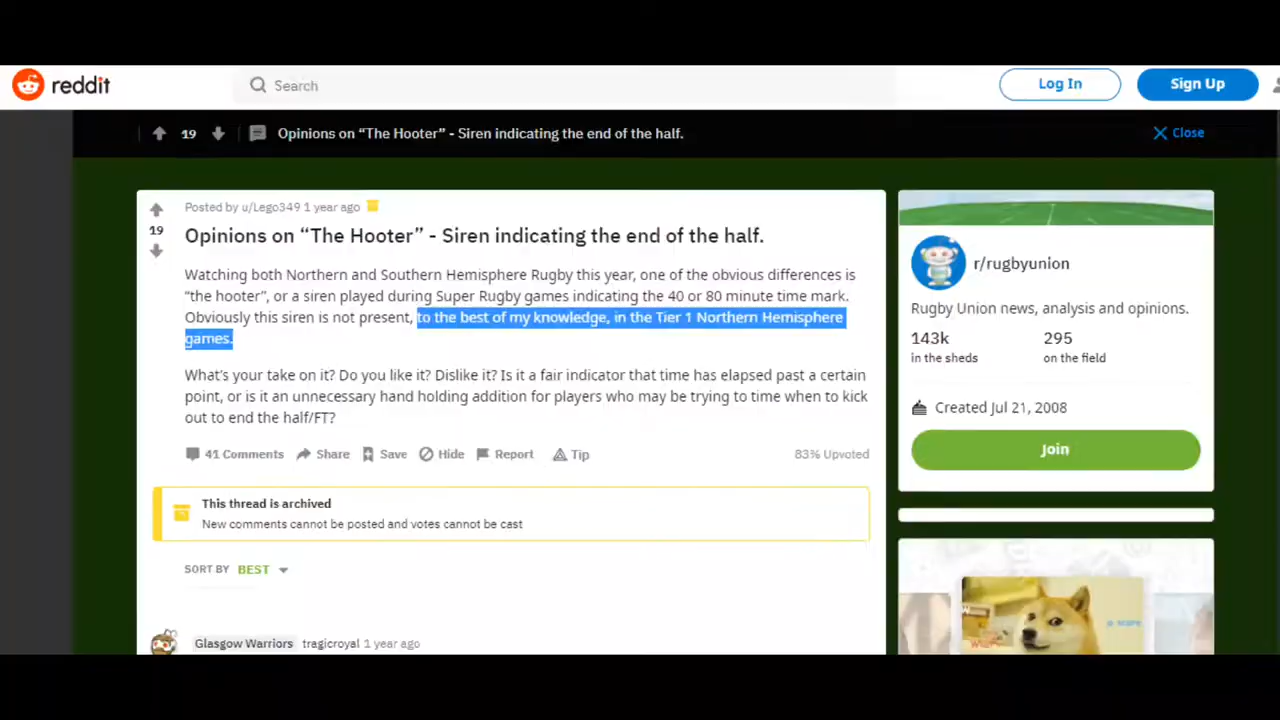 reddit
Search
Log In
Sign Up
19
Opinions on “The Hooter” - Siren indicating the end of the half.
Close
Posted by u/Lego349 1 year ago
19
Opinions on “The Hooter” - Siren indicating the end of the half.
Watching both Northern and Southern Hemisphere Rugby this year, one of the obvious differences is
“the hooter”, or a siren played during Super Rugby games indicating the 40 or 80 minute time mark.
Obviously this siren is not present, to the best of my knowledge, in the Tier 1 Northern Hemisphere
games.
What’s your take on it? Do you like it? Dislike it? Is it a fair indicator that time has elapsed past a certain
point, or is it an unnecessary hand holding addition for players who may be trying to time when to kick
out to end the half/FT?
41 Comments
Share
Save
Hide
Report
Tip
83% Upvoted
This thread is archived
New comments cannot be posted and votes cannot be cast
SORT BY BEST
Glasgow Warriors tragicroyal 1 year ago
r/rugbyunion
Rugby Union news, analysis and opinions.
143k 295
in the sheds on the field
Created Jul 21, 2008
Join